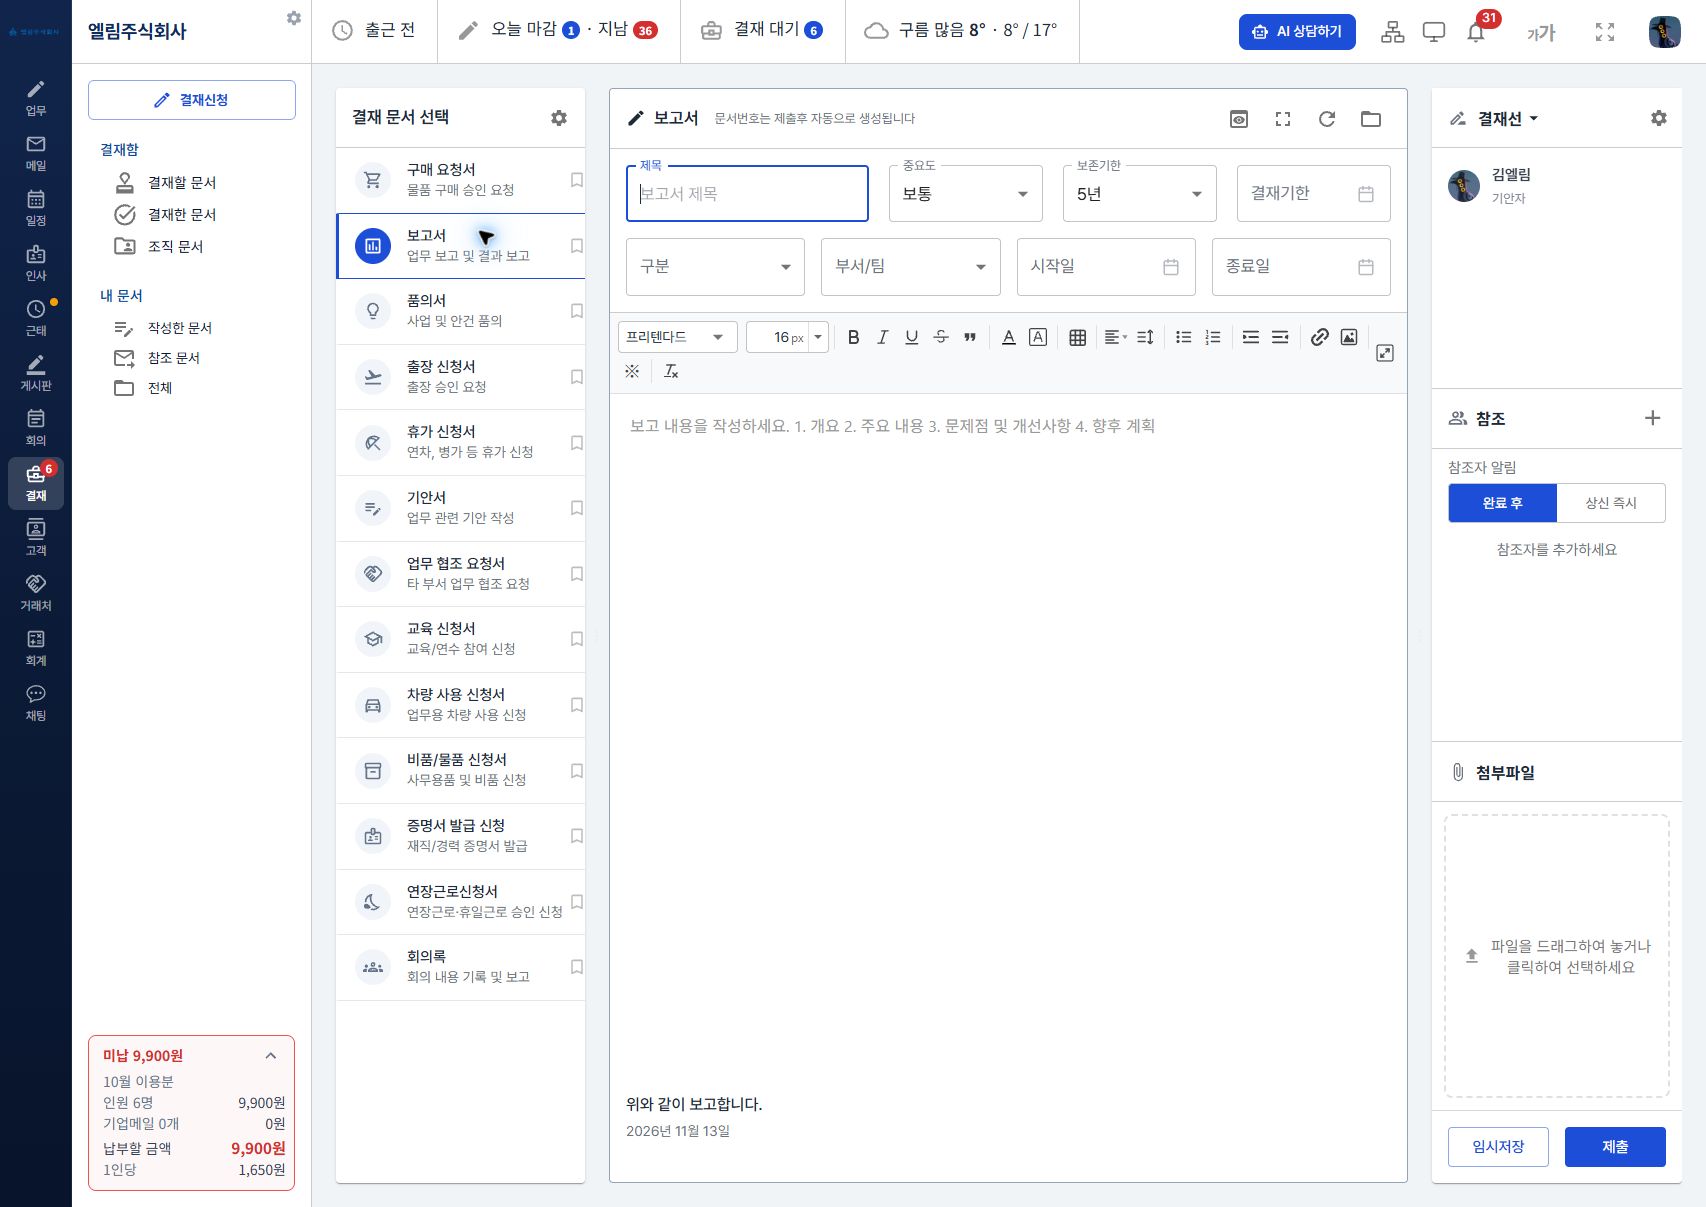 엘림주식회사
업무
메일
일정
인사
근태
게시판
회의
6
결재
고객
거래처
회계
채팅
엘림주식회사
결재신청
결재함
결재할 문서
결재한 문서
조직 문서
내 문서
작성한 문서
참조 문서
전체
미납 9,900원
10월 이용분
인원 6명 9,900원
기업메일 0개 0원
납부할 금액 9,900원
1인당 1,650원
출근 전
오늘 마감 1 · 지남 36
결재 대기 6
구름 많음 8° · 8° / 17°
AI 상담하기
31
가가
결재 문서 선택
구매 요청서
물품 구매 승인 요청
보고서
업무 보고 및 결과 보고
품의서
사업 및 안건 품의
출장 신청서
출장 승인 요청
휴가 신청서
연차, 병가 등 휴가 신청
기안서
업무 관련 기안 작성
업무 협조 요청서
타 부서 업무 협조 요청
교육 신청서
교육/연수 참여 신청
차량 사용 신청서
업무용 차량 사용 신청
비품/물품 신청서
사무용품 및 비품 신청
증명서 발급 신청
재직/경력 증명서 발급
연장근로신청서
연장근로·휴일근로 승인 신청
회의록
회의 내용 기록 및 보고
보고서 문서번호는 제출후 자동으로 생성됩니다
제목
보고서 제목
중요도
보통
보존기한
5년
결재기한
구분
부서/팀
시작일
종료일
프리텐다드
16 px
보고 내용을 작성하세요. 1. 개요 2. 주요 내용 3. 문제점 및 개선사항 4. 향후 계획
위와 같이 보고합니다.
2026년 11월 13일
결재선
김엘림
기안자
참조
참조자 알림
완료 후 상신 즉시
참조자를 추가하세요
첨부파일
파일을 드래그하여 놓거나
클릭하여 선택하세요
임시저장 제출